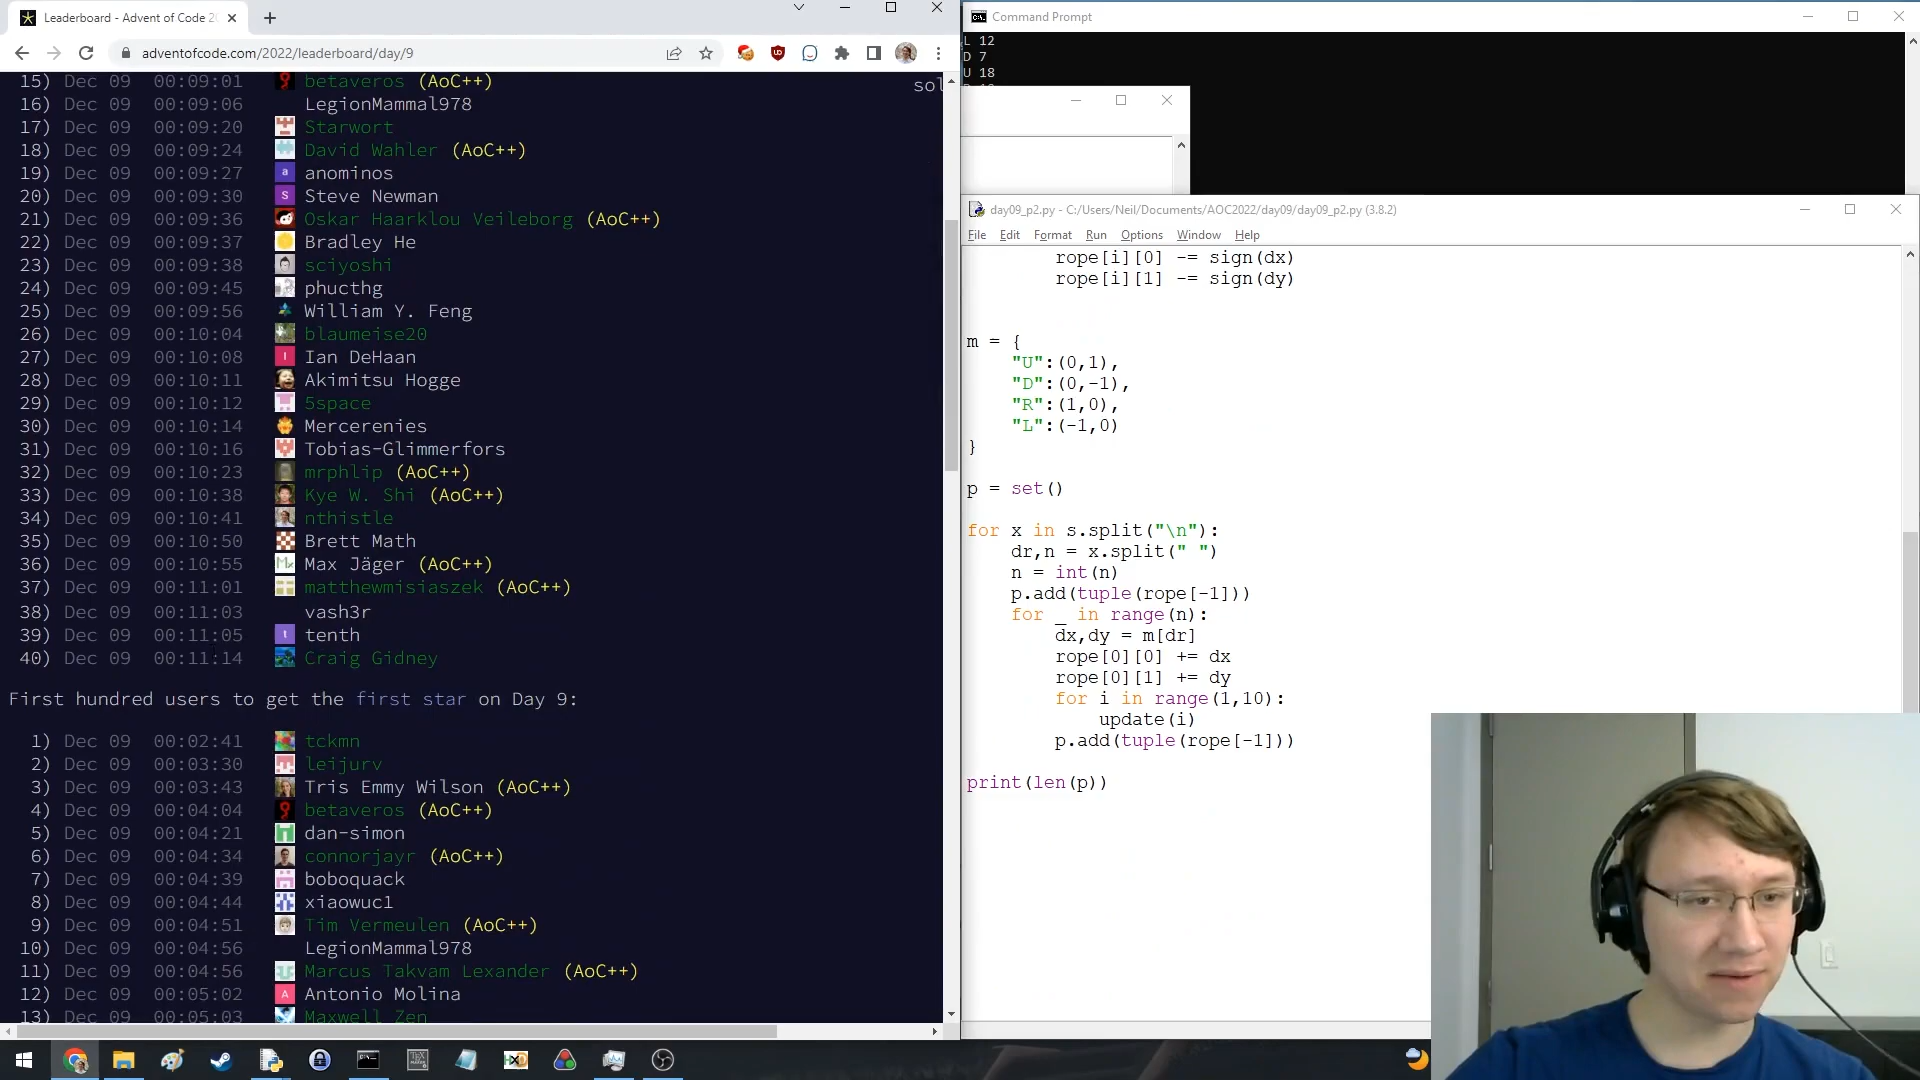 Leaderboard - Advent of Code 20
adventofcode.com/2022/leaderboard/day/9
15) Dec 09 00:09:01 betaveros (AoC++)
sol
16) Dec 09 00:09:06 LegionMammal978
17) Dec 09 00:09:20 Starwort
18) Dec 09 00:09:24 David Wahler (AoC++)
19) Dec 09 00:09:27 anominos
20) Dec 09 00:09:30 Steve Newman
21) Dec 09 00:09:36 Oskar Haarklou Veileborg (AoC++)
22) Dec 09 00:09:37 Bradley He
23) Dec 09 00:09:38 sciyoshi
24) Dec 09 00:09:45 phucthg
25) Dec 09 00:09:56 William Y. Feng
26) Dec 09 00:10:04 blaumeise20
27) Dec 09 00:10:08 Ian DeHaan
28) Dec 09 00:10:11 Akimitsu Hogge
29) Dec 09 00:10:12 5space
30) Dec 09 00:10:14 Mercerenies
31) Dec 09 00:10:16 Tobias-Glimmerfors
32) Dec 09 00:10:23 mrphlip (AoC++)
33) Dec 09 00:10:38 Kye W. Shi (AoC++)
34) Dec 09 00:10:41 nthistle
35) Dec 09 00:10:50 Brett Math
36) Dec 09 00:10:55 Max Jäger (AoC++)
37) Dec 09 00:11:01 matthewmisiaszek (AoC++)
38) Dec 09 00:11:03 vash3r
39) Dec 09 00:11:05 tenth
40) Dec 09 00:11:14 Craig Gidney
First hundred users to get the first star on Day 9:
1) Dec 09 00:02:41 tckmn
2) Dec 09 00:03:30 leijurv
3) Dec 09 00:03:43 Tris Emmy Wilson (AoC++)
4) Dec 09 00:04:04 betaveros (AoC++)
5) Dec 09 00:04:21 dan-simon
6) Dec 09 00:04:34 connorjayr (AoC++)
7) Dec 09 00:04:39 boboquack
8) Dec 09 00:04:44 xiaowuc1
9) Dec 09 00:04:51 Tim Vermeulen (AoC++)
10) Dec 09 00:04:56 LegionMammal978
11) Dec 09 00:04:56 Marcus Takvam Lexander (AoC++)
12) Dec 09 00:05:02 Antonio Molina
13) Dec 09 00:05:03 Maxwell Zen
Command Prompt
L 12
D 7
U 18
day09_p2.py - C:/Users/Neil/Documents/AOC2022/day09/day09_p2.py (3.8.2)
File Edit Format Run Options Window Help
rope[i][0] -= sign(dx)
rope[i][1] -= sign(dy)
m = {
"U":(0,1),
"D":(0,-1),
"R":(1,0),
"L":(-1,0)
}
p = set()
for x in s.split("\n"):
dr,n = x.split(" ")
n = int(n)
p.add(tuple(rope[-1]))
for _ in range(n):
dx,dy = m[dr]
rope[0][0] += dx
rope[0][1] += dy
for i in range(1,10):
update(i)
p.add(tuple(rope[-1]))
print(len(p))